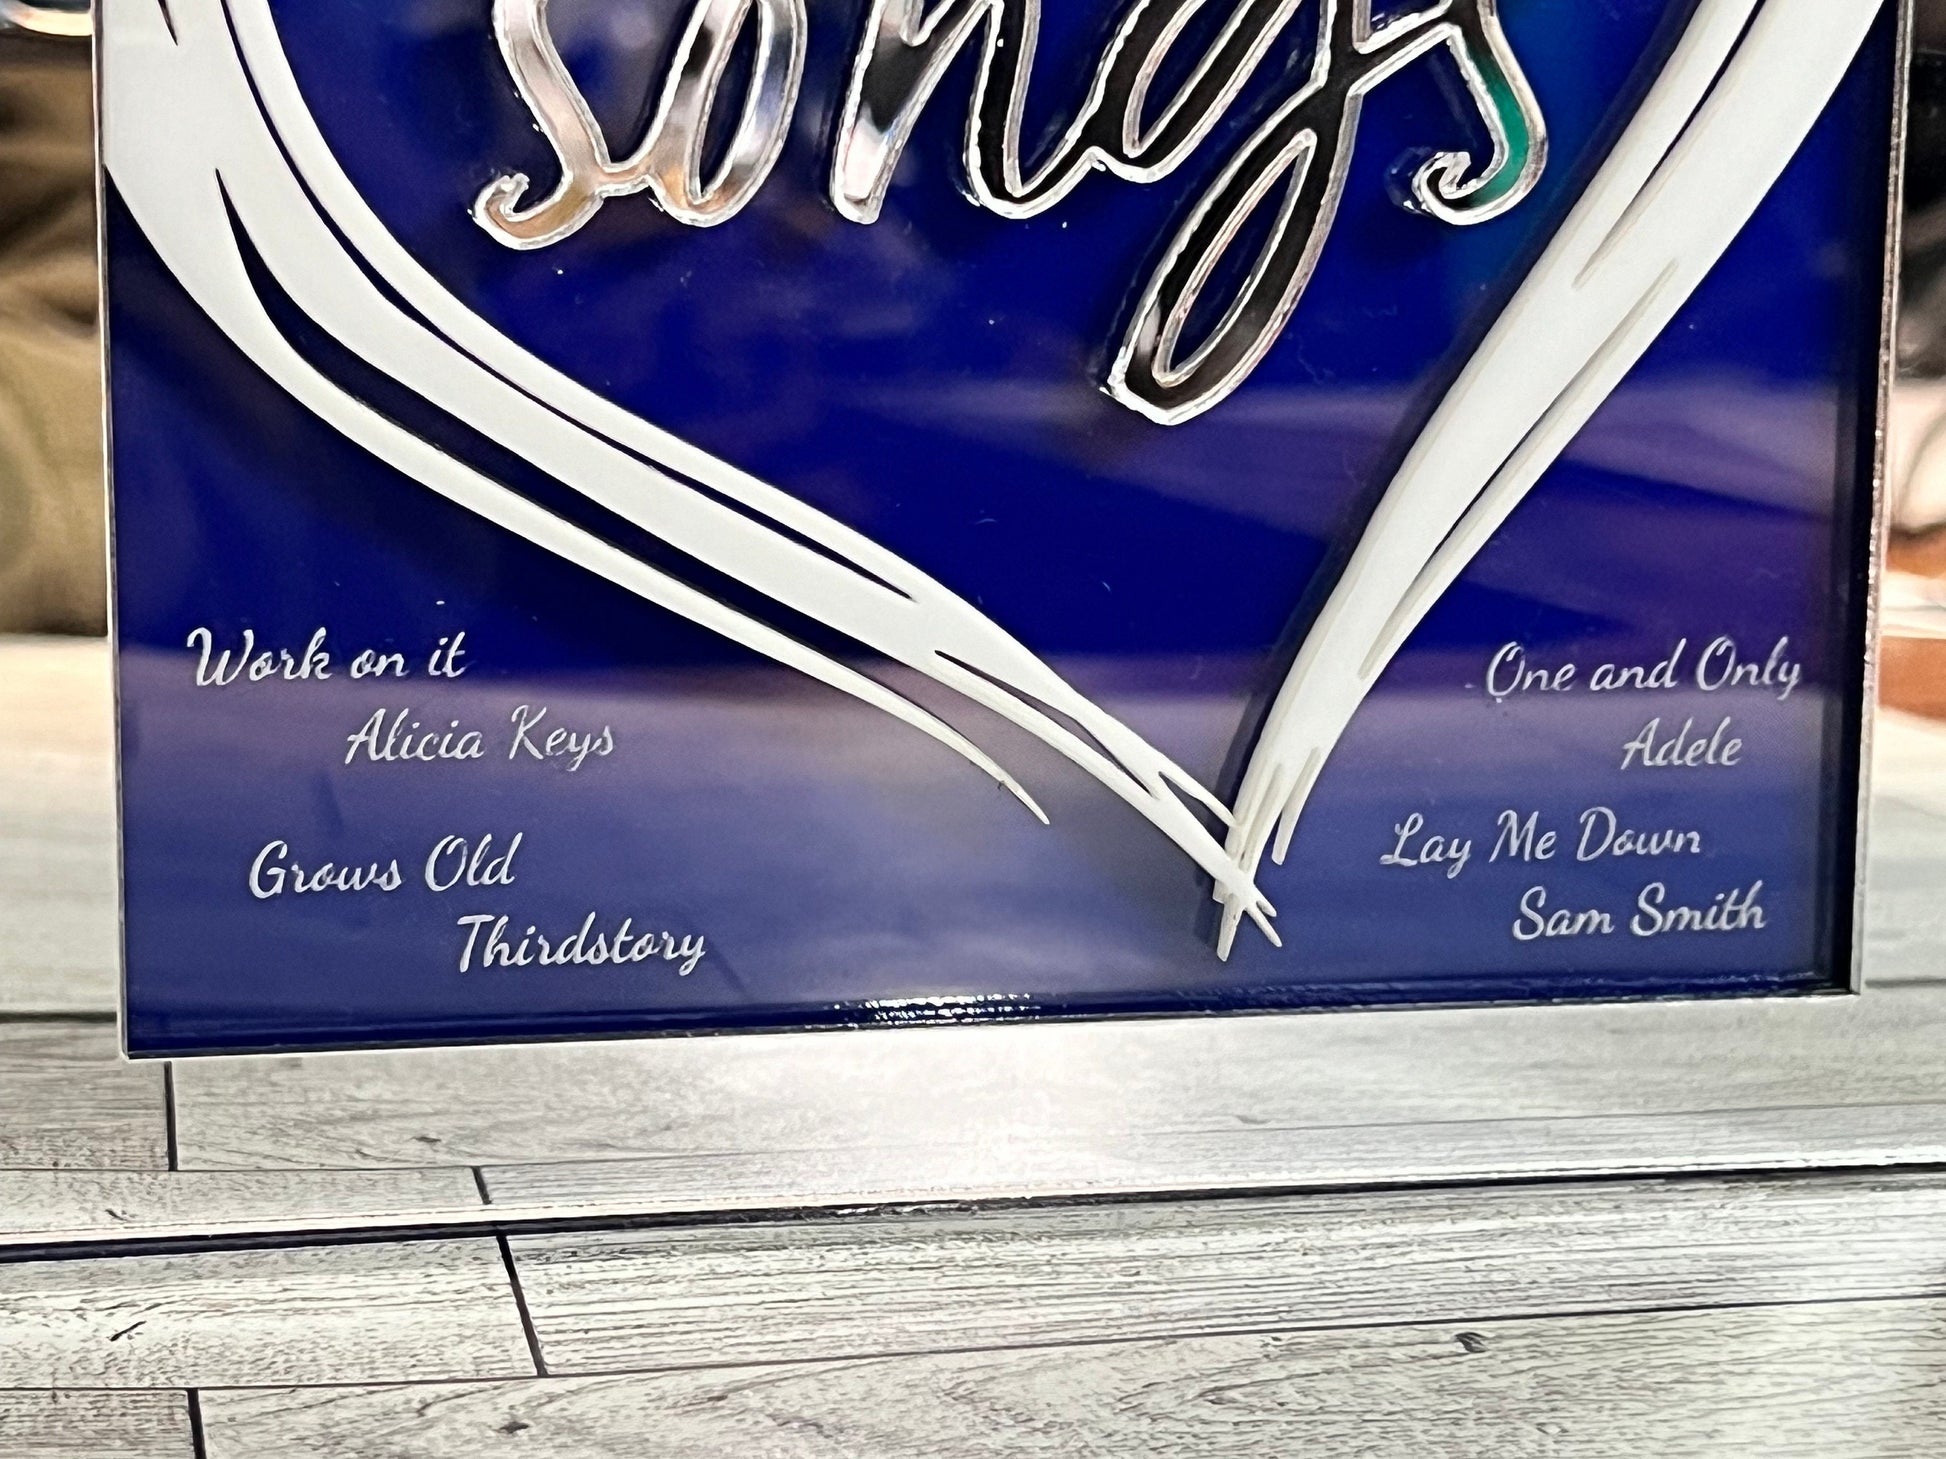 songs
Work on it
Alicia Keys
Grows Old
Thirdstory
One and Only
Adele
Lay Me Down
Sam Smith